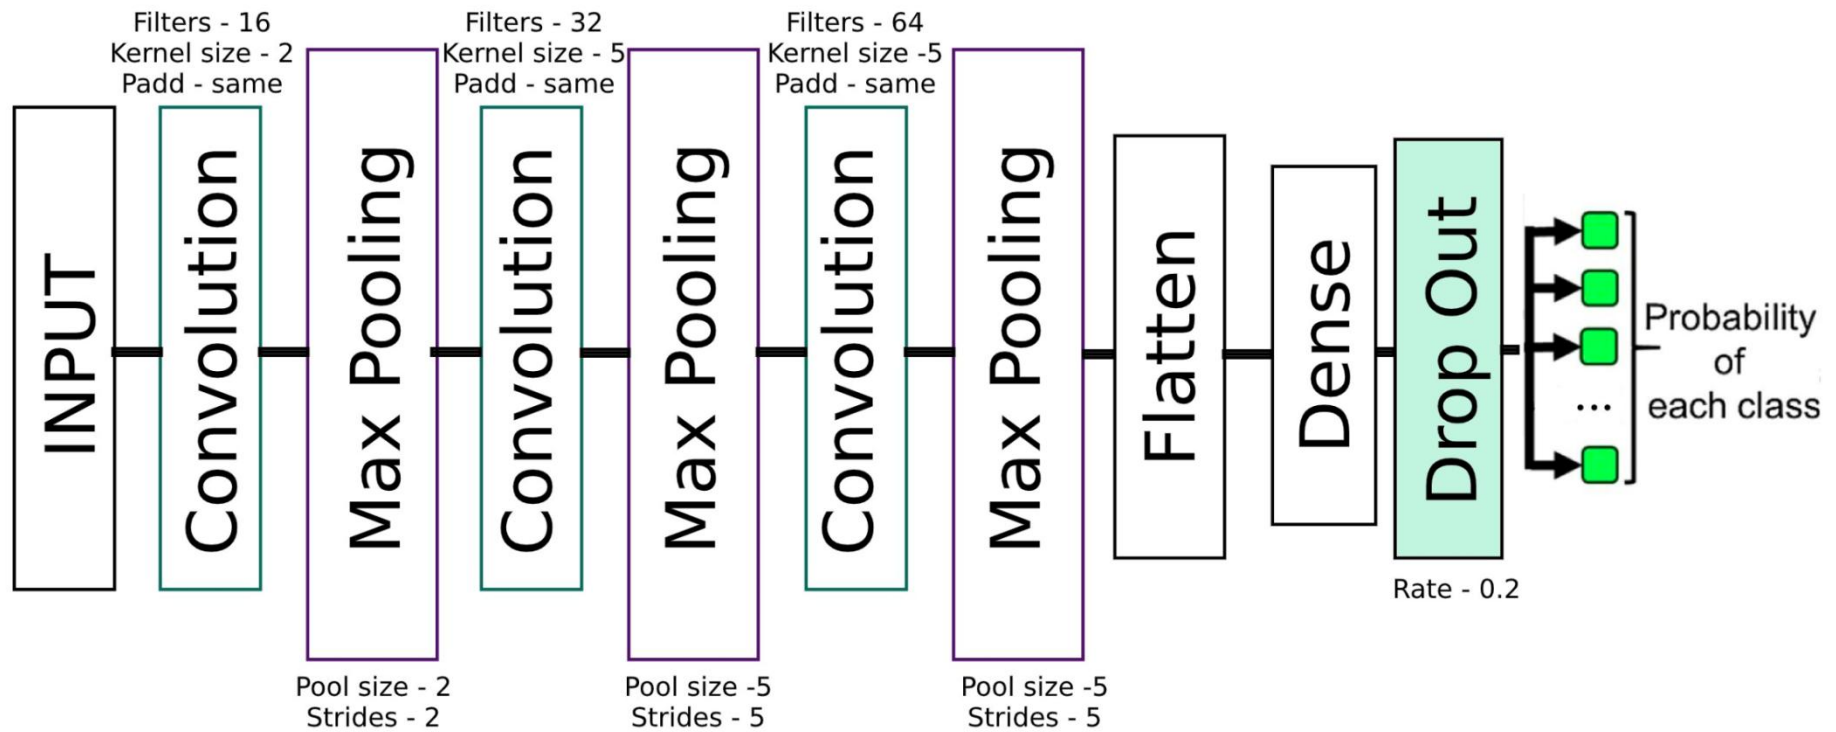 Filters - 16
Kernel size - 2
Padd - same
Filters - 32
Kernel size - 5
Padd - same
Filters - 64
Kernel size -5
Padd - same
INPUT
Convolution
Max Pooling
Convolution
Max Pooling
Convolution
Max Pooling
Flatten
Dense
Drop Out
Probability
of
...
each class
Rate - 0.2
Pool size - 2
Strides - 2
Pool size -5
Strides - 5
Pool size -5
Strides - 5